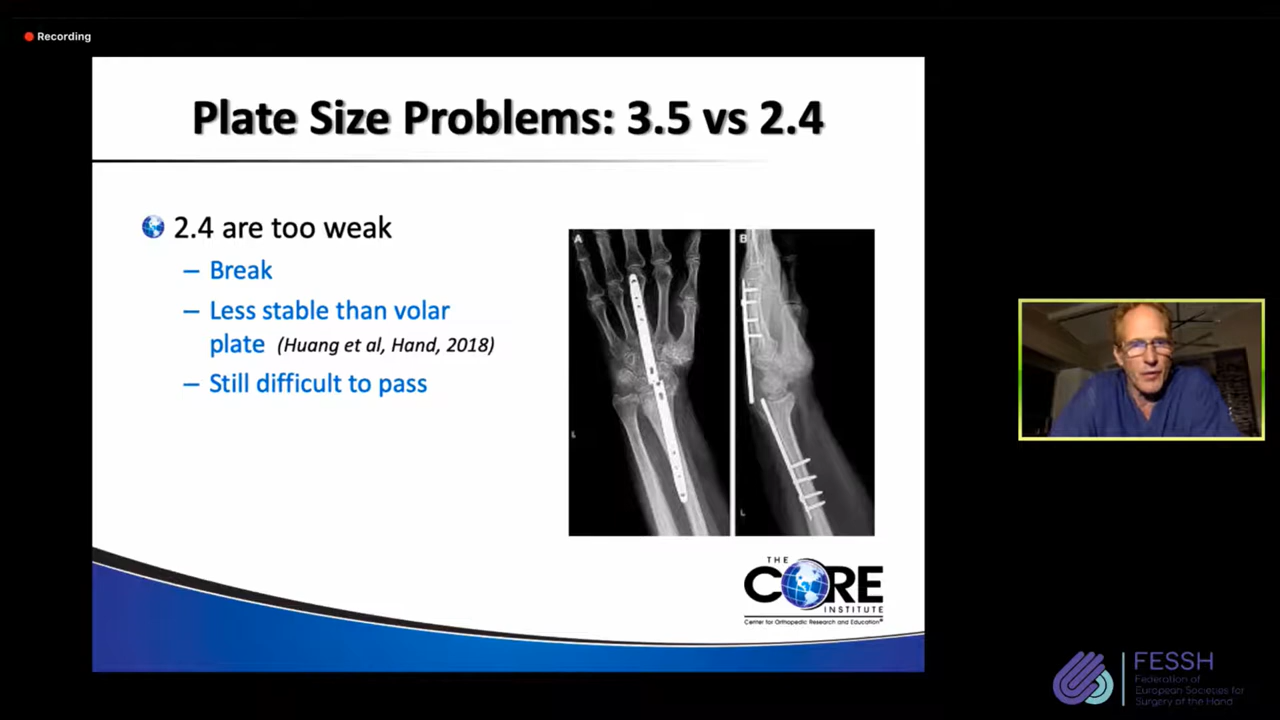 Recording
Plate Size Problems: 3.5 vs 2.4
2.4 are too weak
– Break
– Less stable than volar
plate (Huang et al, Hand, 2018)
– Still difficult to pass
A
B
L
L
THE
CORE
INSTITUTE
Center for Orthopedic Research and Education®
FESSH
Federation of
European Societies for
Surgery of the Hand